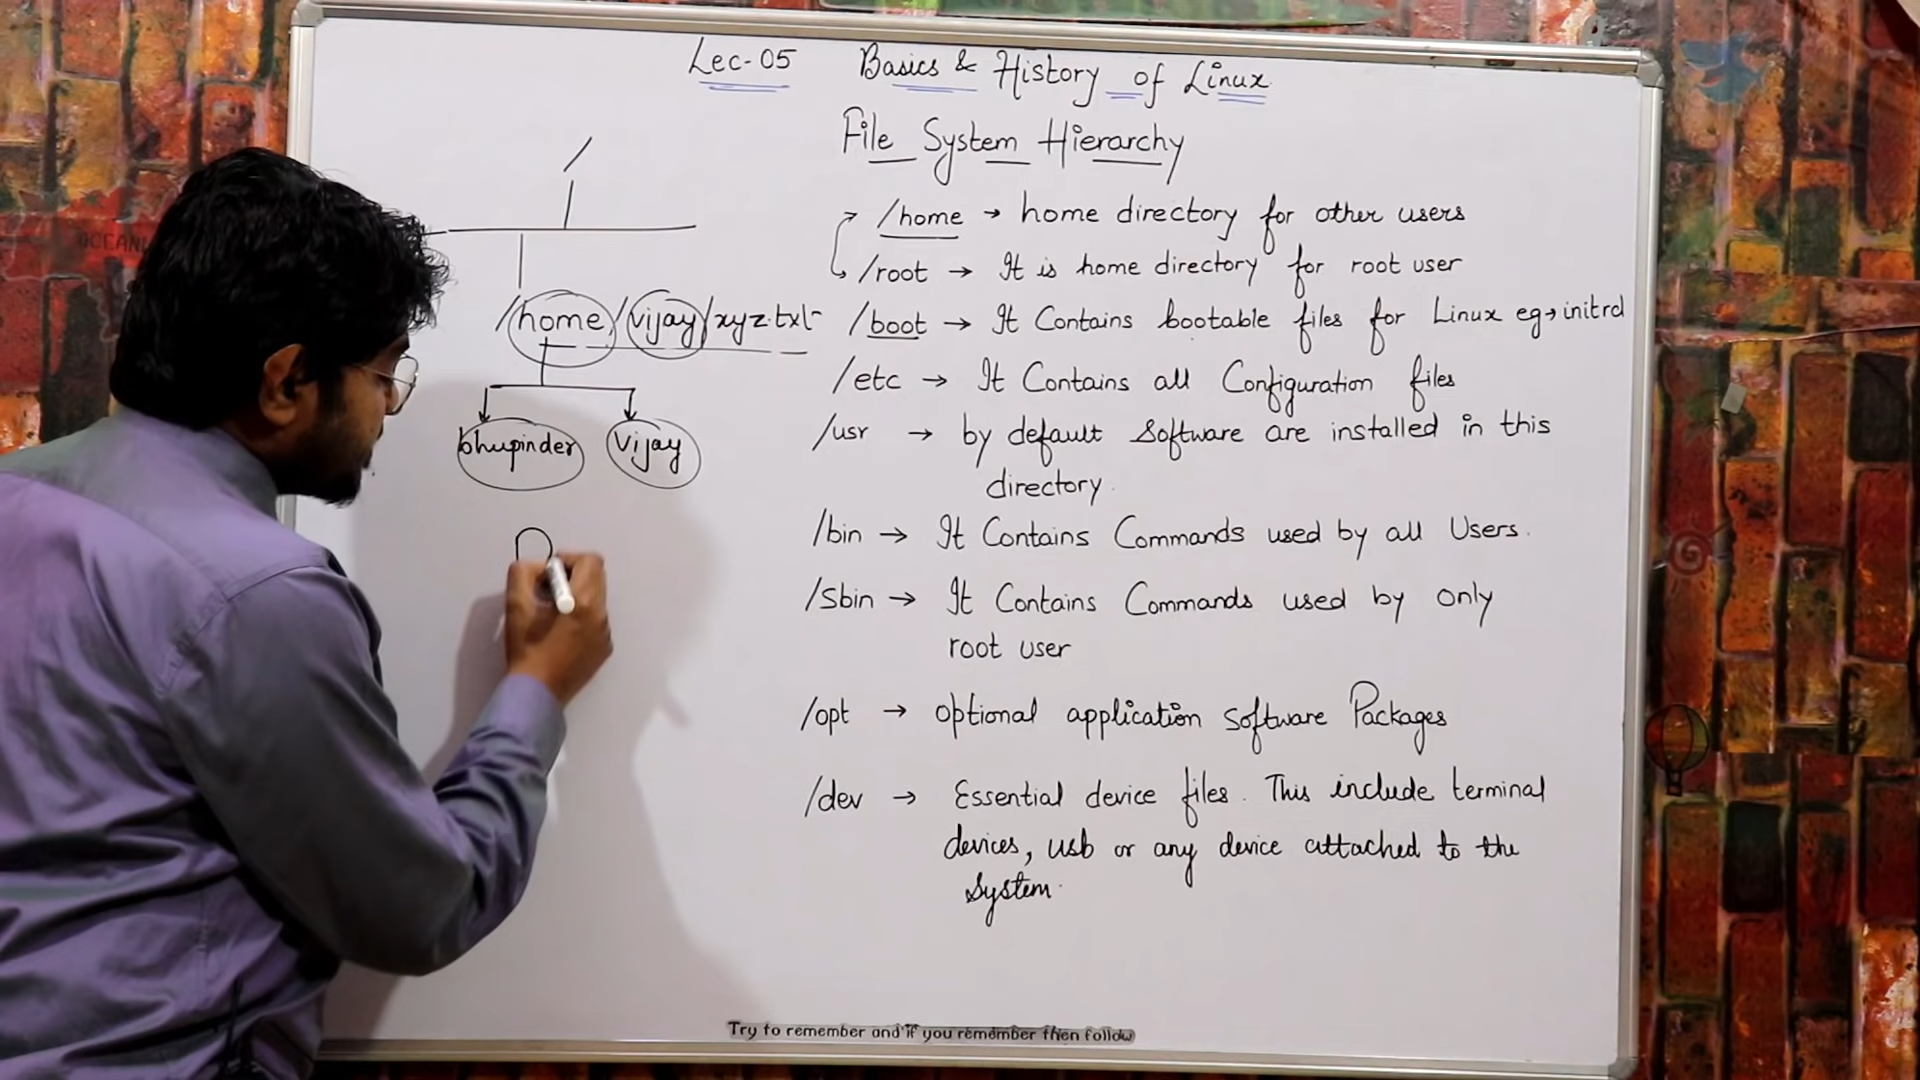 Lec-05 Basics & History of Linux
File System Hierarchy
/
/home/vijay/xyz.txt
bhupinder vijay
/home → home directory for other users
/root → It is home directory for root user
/boot → It Contains bootable files for Linux eg→initrd
/etc → It Contains all Configuration files
/usr → by default Software are installed in this
directory.
/bin → It Contains Commands used by all Users.
/Sbin → It Contains Commands used by only
root user
/opt → optional application Software Packages
/dev → Essential device files. This include terminal
devices, usb or any device attached to the
System.
Try to remember and if you remember then follow